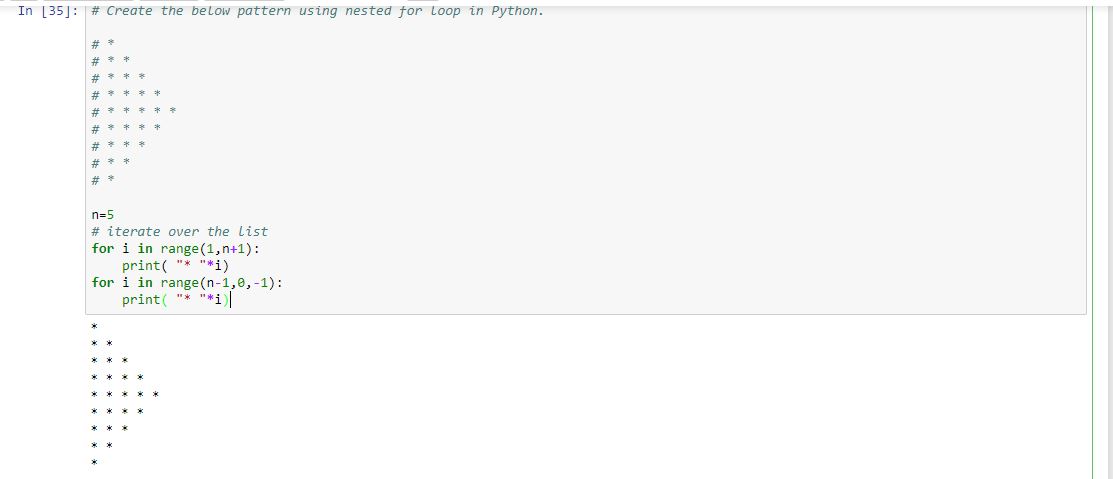 In [35]: # Create the below pattern using nested for loop in Python.
# *
# * *
# * * *
# * * * *
# * * * * *
# * * * *
# * * *
# * *
# *
n=5
# iterate over the list
for i in range(1,n+1):
    print( "* "*i)
for i in range(n-1,0,-1):
    print( "* "*i)
*
* *
* * *
* * * *
* * * * *
* * * *
* * *
* *
*